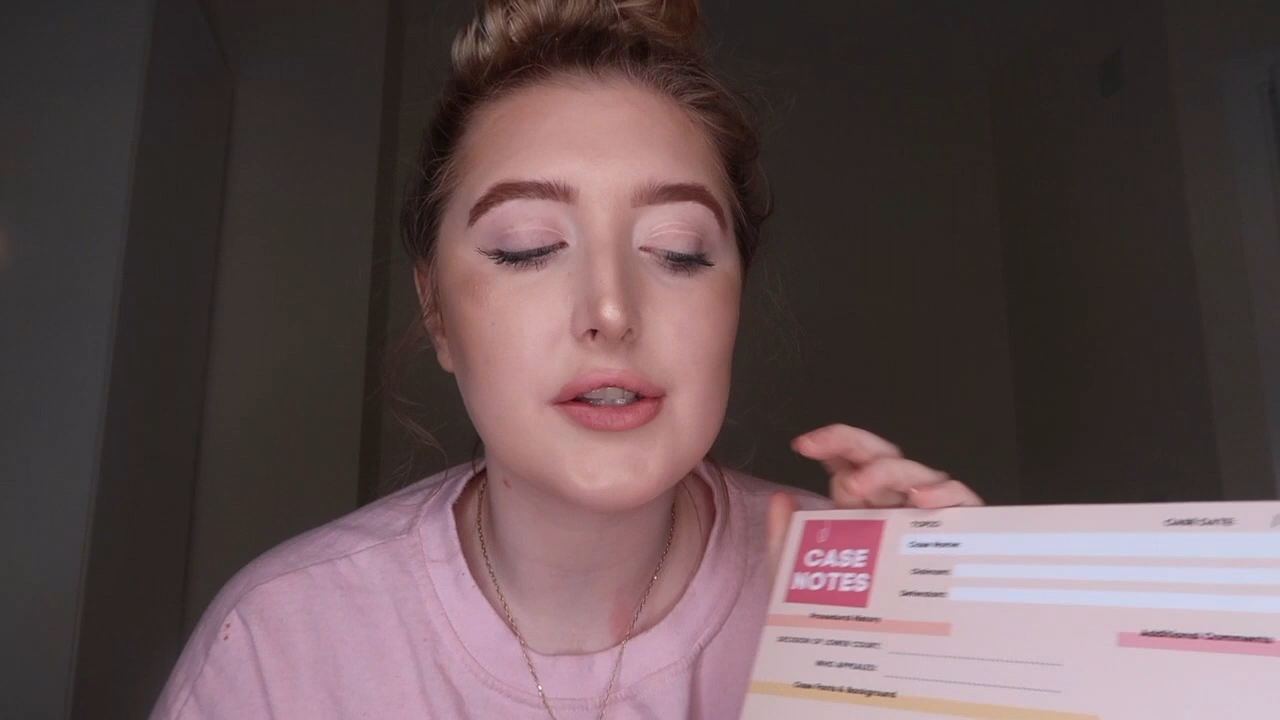 CASE
NOTES
TOPIC:
CASE DATE:
Case Name:
Claimant:
Defendant:
Procedural History
Additional Comments
DECISION OF LOWER COURT:
WHO APPEALED:
Case Facts & Background